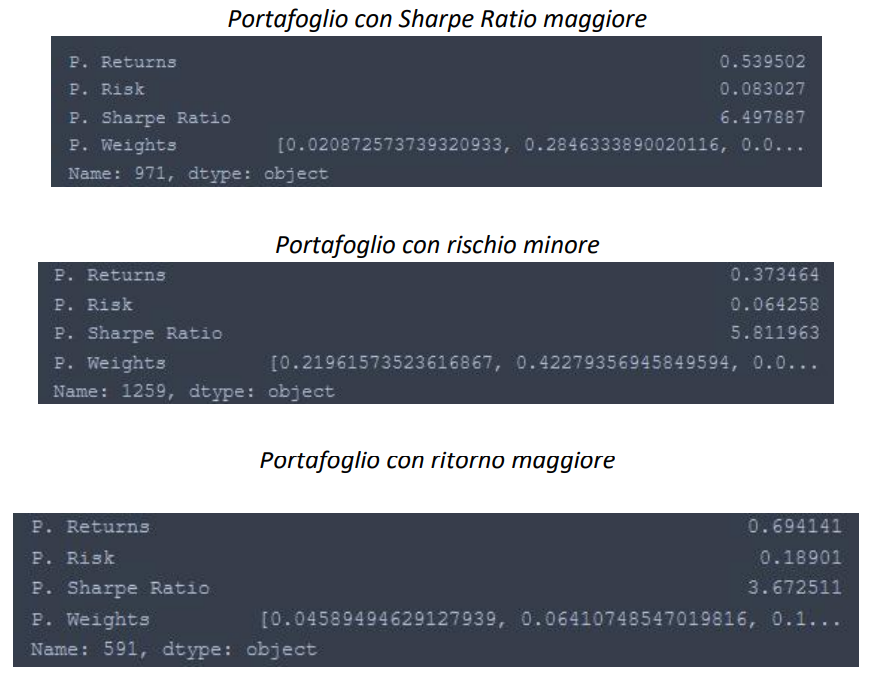 Portafoglio con Sharpe Ratio maggiore
P. Returns 0.539502
P. Risk 0.083027
P. Sharpe Ratio 6.497887
P. Weights [0.020872573739320933, 0.2846333890020116, 0.0...
Name: 971, dtype: object
Portafoglio con rischio minore
P. Returns 0.373464
P. Risk 0.064258
P. Sharpe Ratio 5.811963
P. Weights [0.21961573523616867, 0.42279356945849594, 0.0...
Name: 1259, dtype: object
Portafoglio con ritorno maggiore
P. Returns 0.694141
P. Risk 0.18901
P. Sharpe Ratio 3.672511
P. Weights [0.04589494629127939, 0.06410748547019816, 0.1...
Name: 591, dtype: object